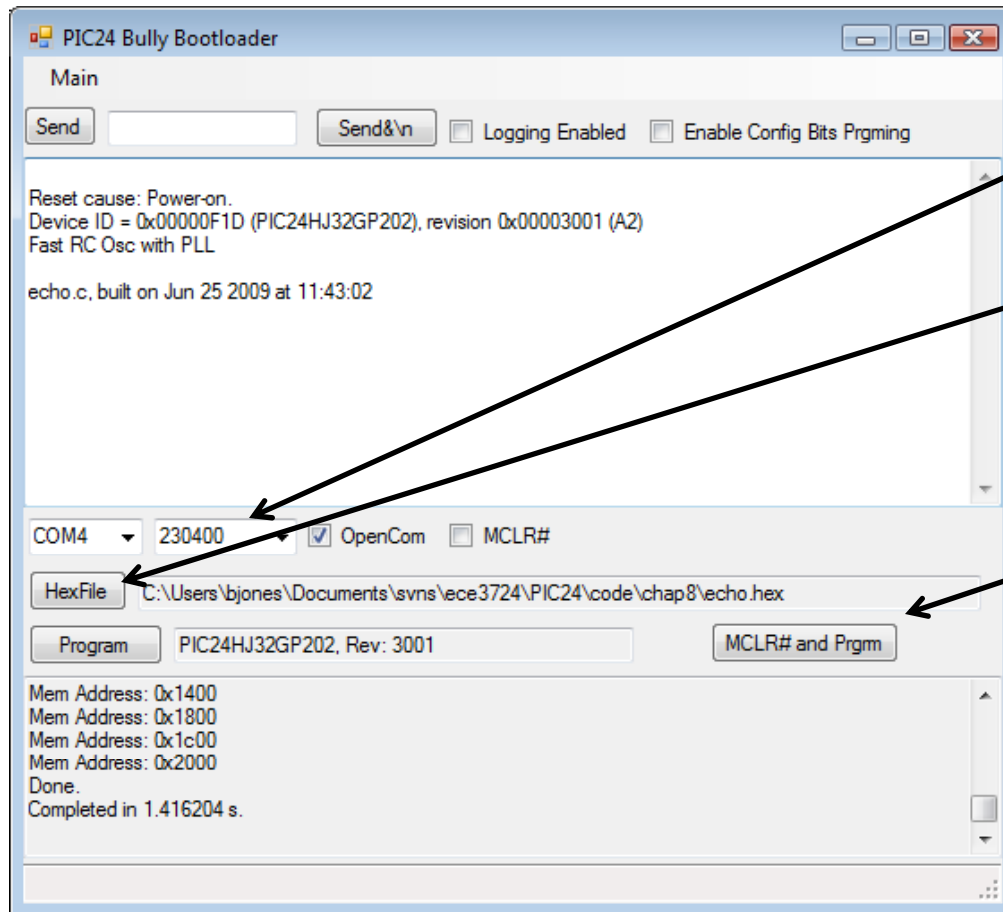 PIC24 Bully Bootloader
Main
Send Send&\n Logging Enabled Enable Config Bits Prgming
Reset cause: Power-on.
Device ID = 0x00000F1D (PIC24HJ32GP202), revision 0x00003001 (A2)
Fast RC Osc with PLL
echo.c, built on Jun 25 2009 at 11:43:02
COM4 230400 OpenCom MCLR#
HexFile C:\Users\bjones\Documents\svns\ece3724\PIC24\code\chap8\echo.hex
Program PIC24HJ32GP202, Rev: 3001 MCLR# and Prgrm
Mem Address: 0x1400
Mem Address: 0x1800
Mem Address: 0x1c00
Mem Address: 0x2000
Done.
Completed in 1.416204 s.